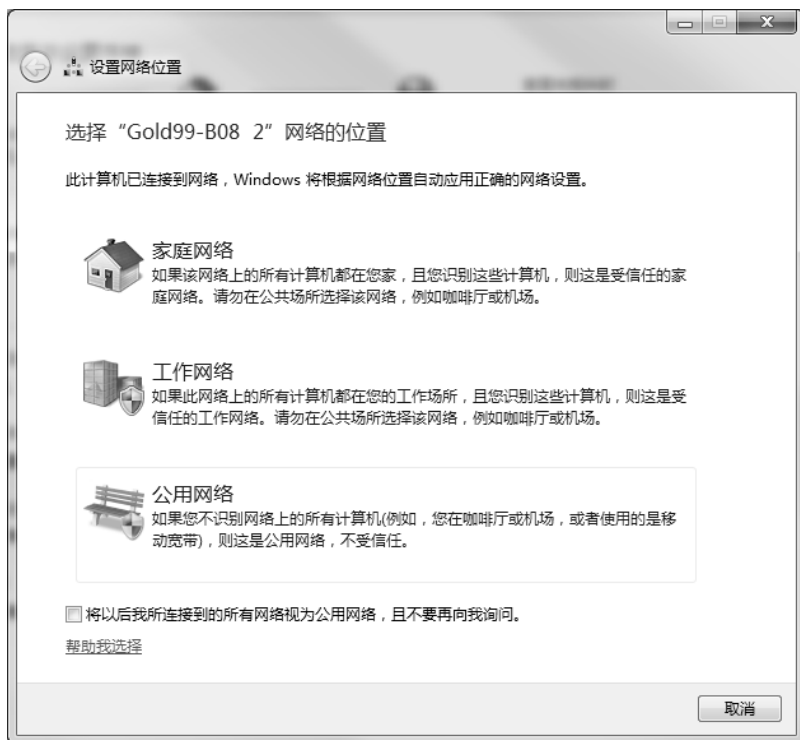 设置网络位置
选择“Gold99-B08 2”网络的位置
此计算机已连接到网络，Windows 将根据网络位置自动应用正确的网络设置。
家庭网络
如果该网络上的所有计算机都在您家，且您识别这些计算机，则这是受信任的家
庭网络。请勿在公共场所选择该网络，例如咖啡厅或机场。
工作网络
如果此网络上的所有计算机都在您的工作场所，且您识别这些计算机，则这是受
信任的工作网络。请勿在公共场所选择该网络，例如咖啡厅或机场。
公用网络
如果您不识别网络上的所有计算机(例如，您在咖啡厅或机场，或者使用的是移
动宽带)，则这是公用网络，不受信任。
将以后我所连接到的所有网络视为公用网络，且不要再向我询问。
帮助我选择
取消